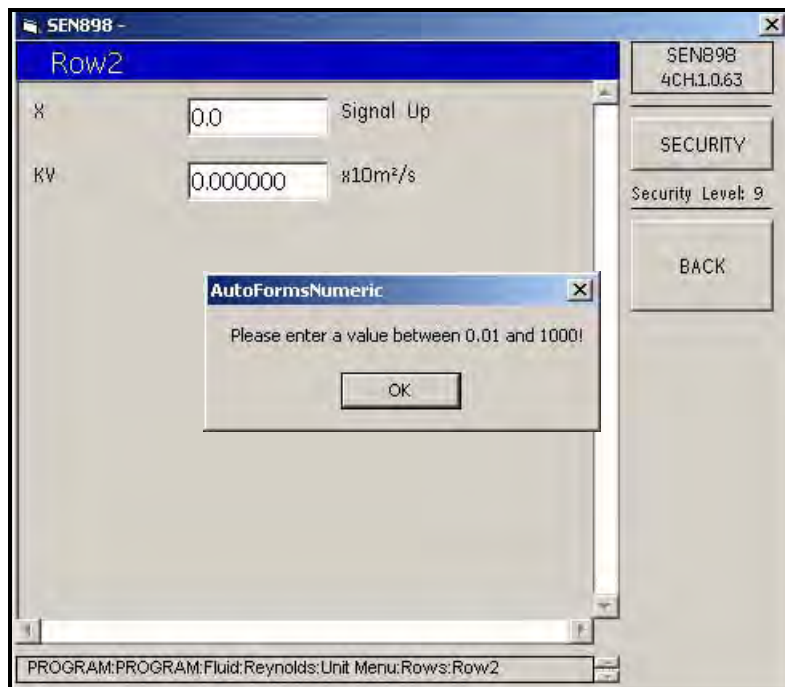 SEN898 -
Row2
SEN898
4CH.1.0.63
X 0.0 Signal Up
SECURITY
KV 0.000000 x10m²/s
Security Level: 9
BACK
AutoFormsNumeric
Please enter a value between 0.01 and 1000!
OK
PROGRAM:PROGRAM:Fluid:Reynolds:Unit Menu:Rows:Row2